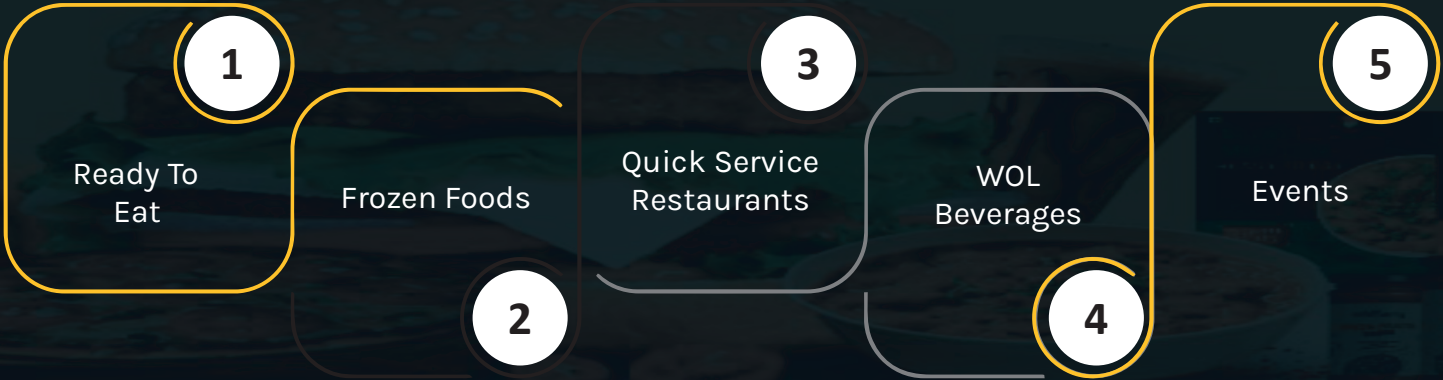 1
Ready To
Eat
2
Frozen Foods
3
Quick Service
Restaurants
4
WOL
Beverages
5
Events